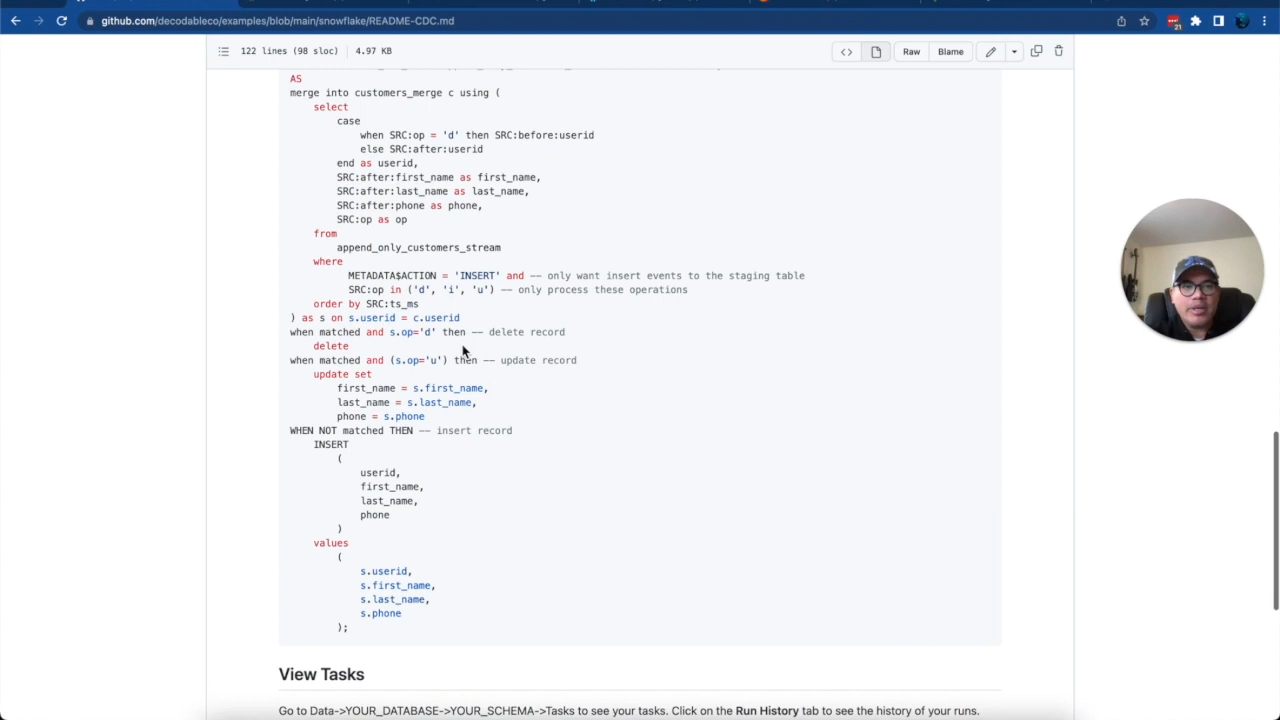 github.com/decodableco/examples/blob/main/snowflake/README-CDC.md
21
122 lines (98 sloc) | 4.97 KB
Raw
Blame
AS
merge into customers_merge c using (
select
case
when SRC:op = 'd' then SRC:before:userid
else SRC:after:userid
end as userid,
SRC:after:first_name as first_name,
SRC:after:last_name as last_name,
SRC:after:phone as phone,
SRC:op as op
from
append_only_customers_stream
where
METADATA$ACTION = 'INSERT' and -- only want insert events to the staging table
SRC:op in ('d', 'i', 'u') -- only process these operations
order by SRC:ts_ms
) as s on s.userid = c.userid
when matched and s.op='d' then -- delete record
delete
when matched and (s.op='u') then -- update record
update set
first_name = s.first_name,
last_name = s.last_name,
phone = s.phone
WHEN NOT matched THEN -- insert record
INSERT
(
userid,
first_name,
last_name,
phone
)
values
(
s.userid,
s.first_name,
s.last_name,
s.phone
);
View Tasks
Go to Data->YOUR_DATABASE->YOUR_SCHEMA->Tasks to see your tasks. Click on the Run History tab to see the history of your runs.